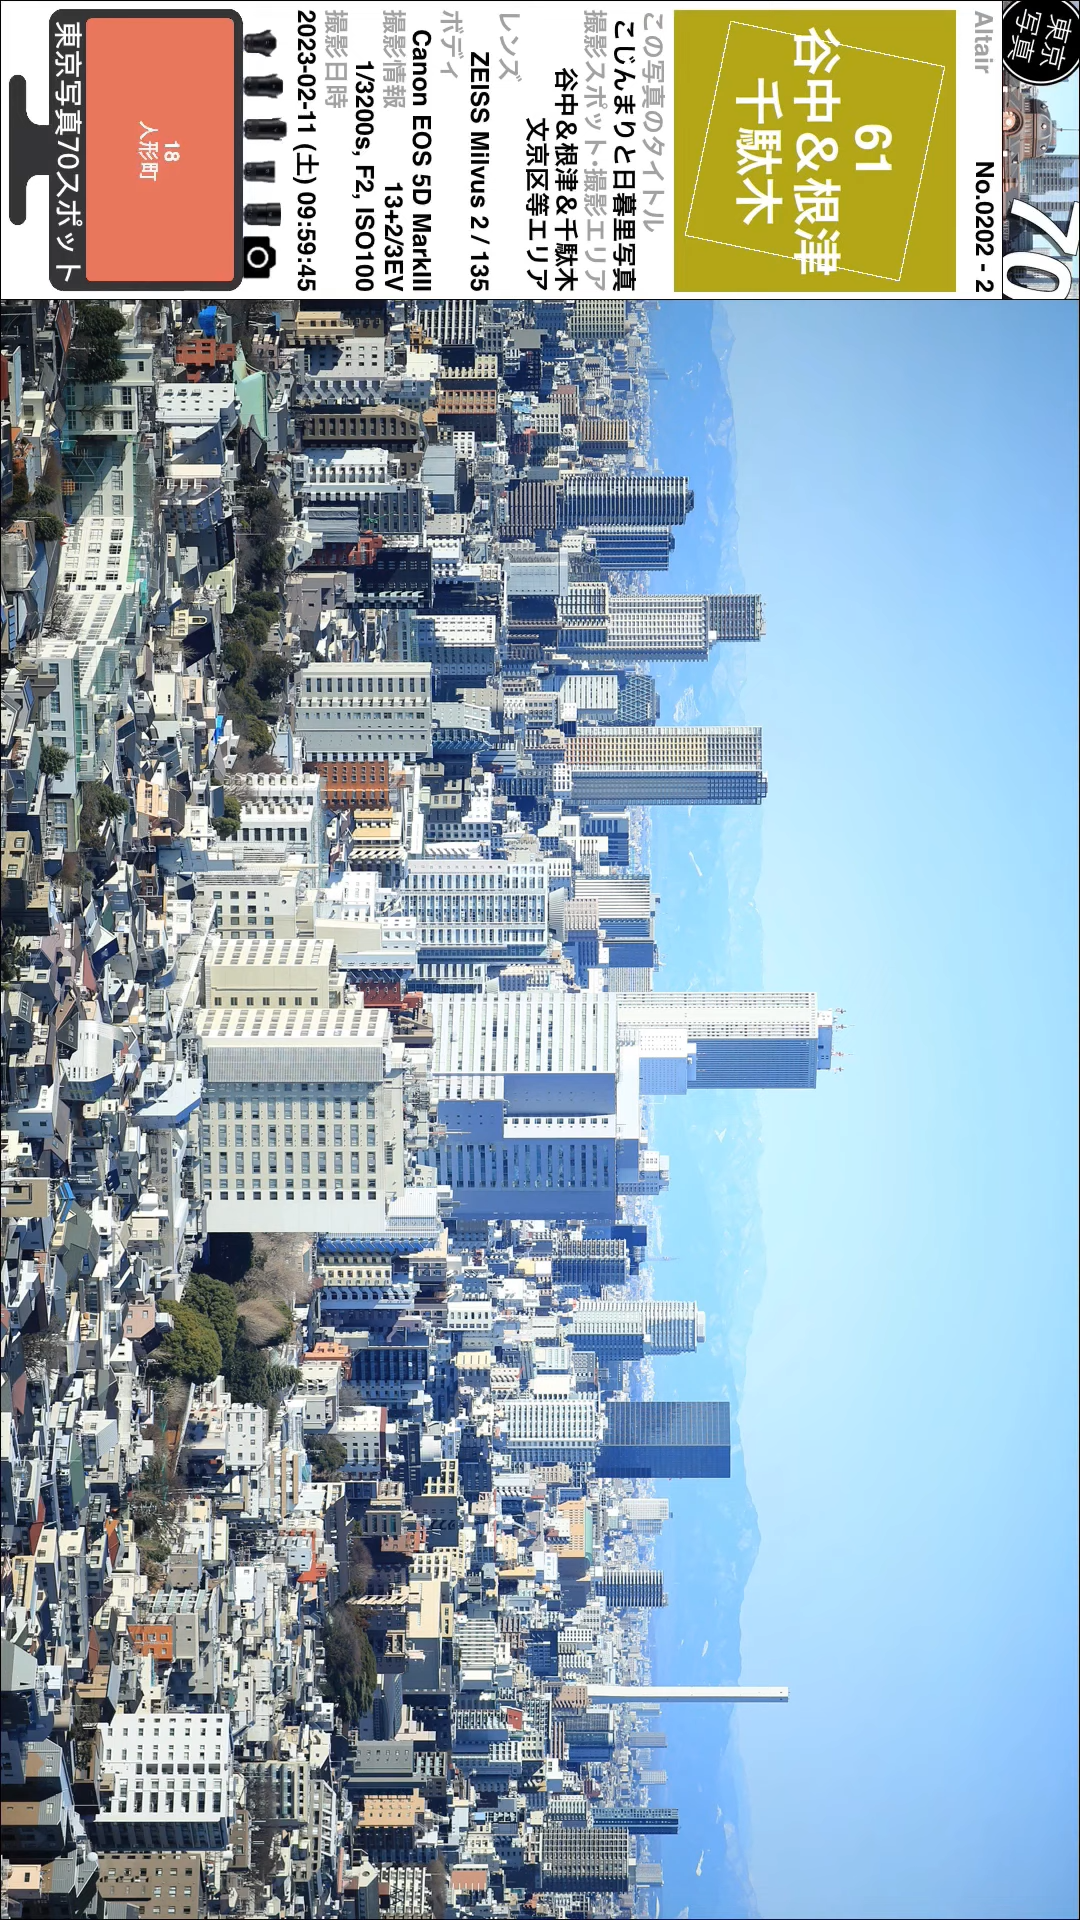 東京
写真
70
Altair
No.0202 - 2
61
谷中&根津
千駄木
この写真のタイトル
こじんまりと日暮里写真
撮影スポット・撮影エリア
谷中&根津&千駄木
文京区等エリア
レンズ
ZEISS Milvus 2 / 135
ボディ
Canon EOS 5D MarkIII
撮影情報
13+2/3EV
1/3200s, F2, ISO100
撮影日時
2023-02-11 (土) 09:59:45
18
人形町
東京写真70スポット